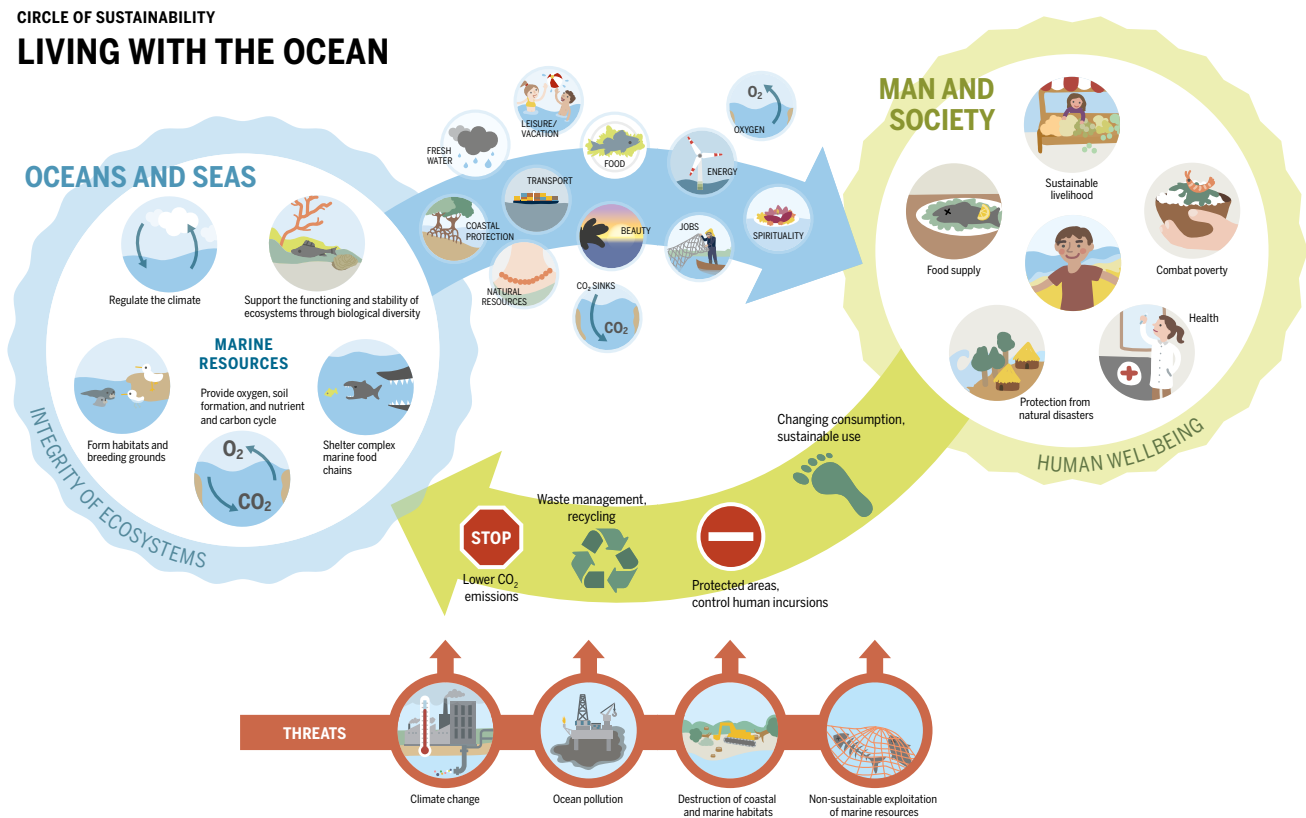 CIRCLE OF SUSTAINABILITY
LIVING WITH THE OCEAN
OCEANS AND SEAS
Regulate the climate
Support the functioning and stability of
ecosystems through biological diversity
MARINE
RESOURCES
Form habitats and
breeding grounds
Provide oxygen, soil
formation, and nutrient
and carbon cycle
O₂
CO₂
Shelter complex
marine food
chains
INTEGRITY OF ECOSYSTEMS
FRESH
WATER
LEISURE/
VACATION
FOOD
ENERGY
O₂
OXYGEN
COASTAL
PROTECTION
TRANSPORT
BEAUTY
JOBS
SPIRITUALITY
NATURAL
RESOURCES
CO₂ SINKS
CO₂
MAN AND
SOCIETY
Sustainable
livelihood
Food supply
Combat poverty
Protection from
natural disasters
Health
HUMAN WELLBEING
Changing consumption,
sustainable use
Protected areas,
control human incursions
Waste management,
recycling
STOP
Lower CO₂
emissions
THREATS
Climate change
Ocean pollution
Destruction of coastal
and marine habitats
Non-sustainable exploitation
of marine resources